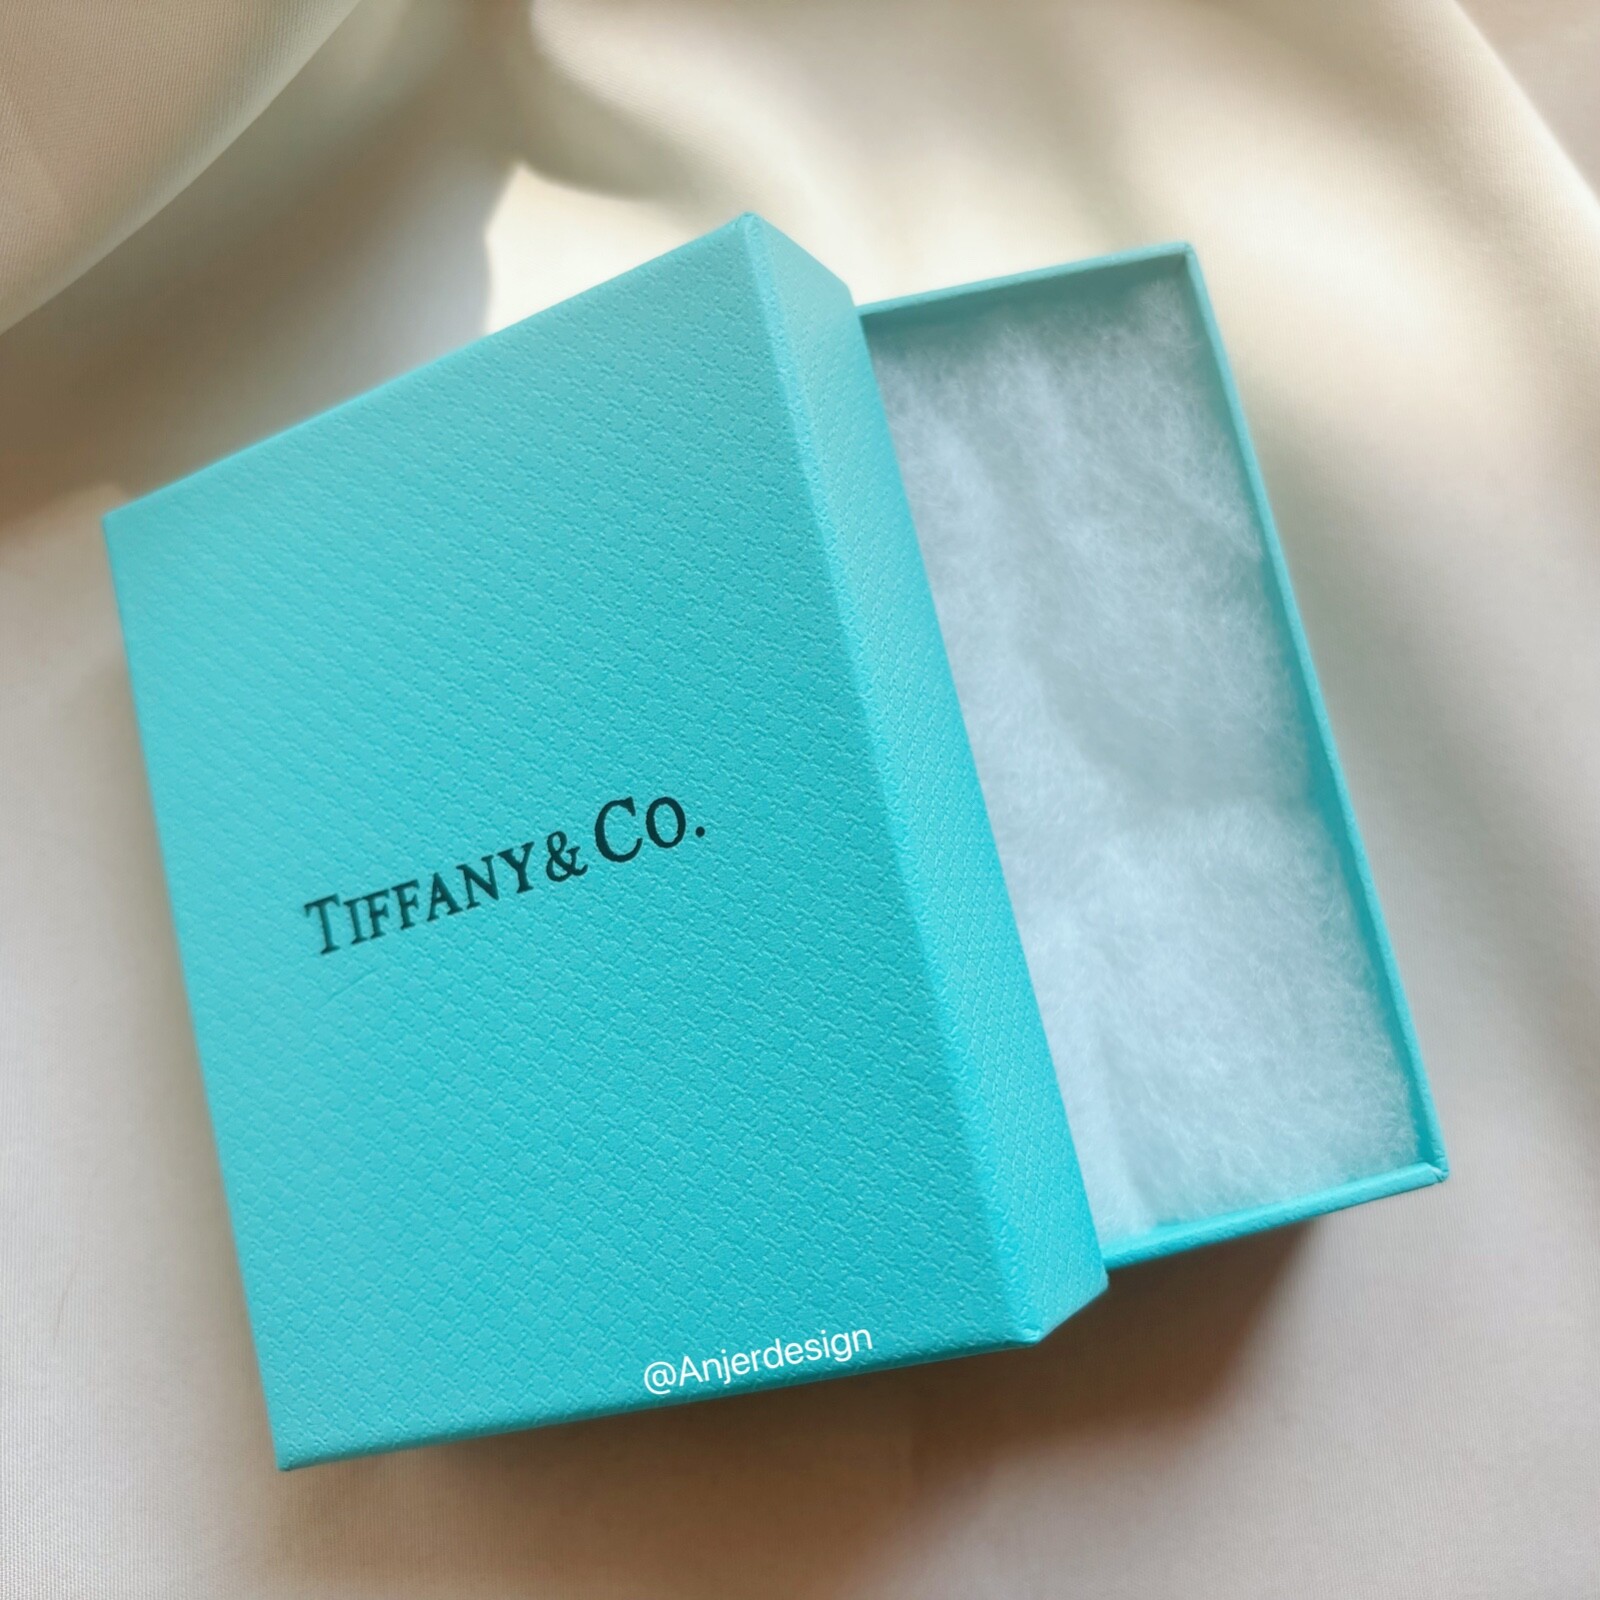 TIFFANY & CO.
@Anjerdesign